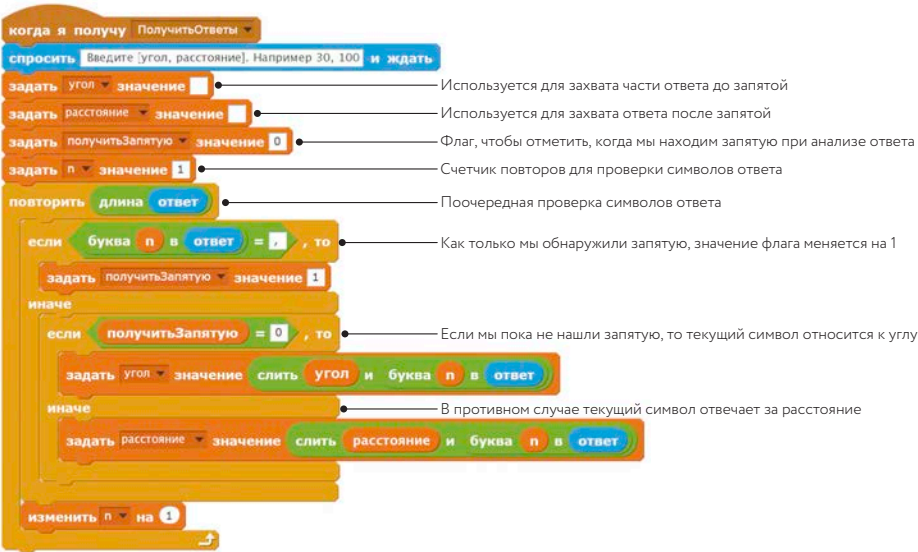 когда я получу ПолучитьОтветы
спросить Введите [угол, расстояние]. Например 30, 100 и ждать
задать угол значение
Используется для захвата части ответа до запятой
задать расстояние значение
Используется для захвата ответа после запятой
задать получитьЗапятую значение 0
Флаг, чтобы отметить, когда мы находим запятую при анализе ответа
задать n значение 1
Счетчик повторов для проверки символов ответа
повторить длина ответ
Поочередная проверка символов ответа
если буква n в ответ = , , то
Как только мы обнаружили запятую, значение флага меняется на 1
задать получитьЗапятую значение 1
иначе
если получитьЗапятую = 0 , то
Если мы пока не нашли запятую, то текущий символ относится к углу
задать угол значение слить угол и буква n в ответ
иначе
В противном случае текущий символ отвечает за расстояние
задать расстояние значение слить расстояние и буква n в ответ
изменить n на 1